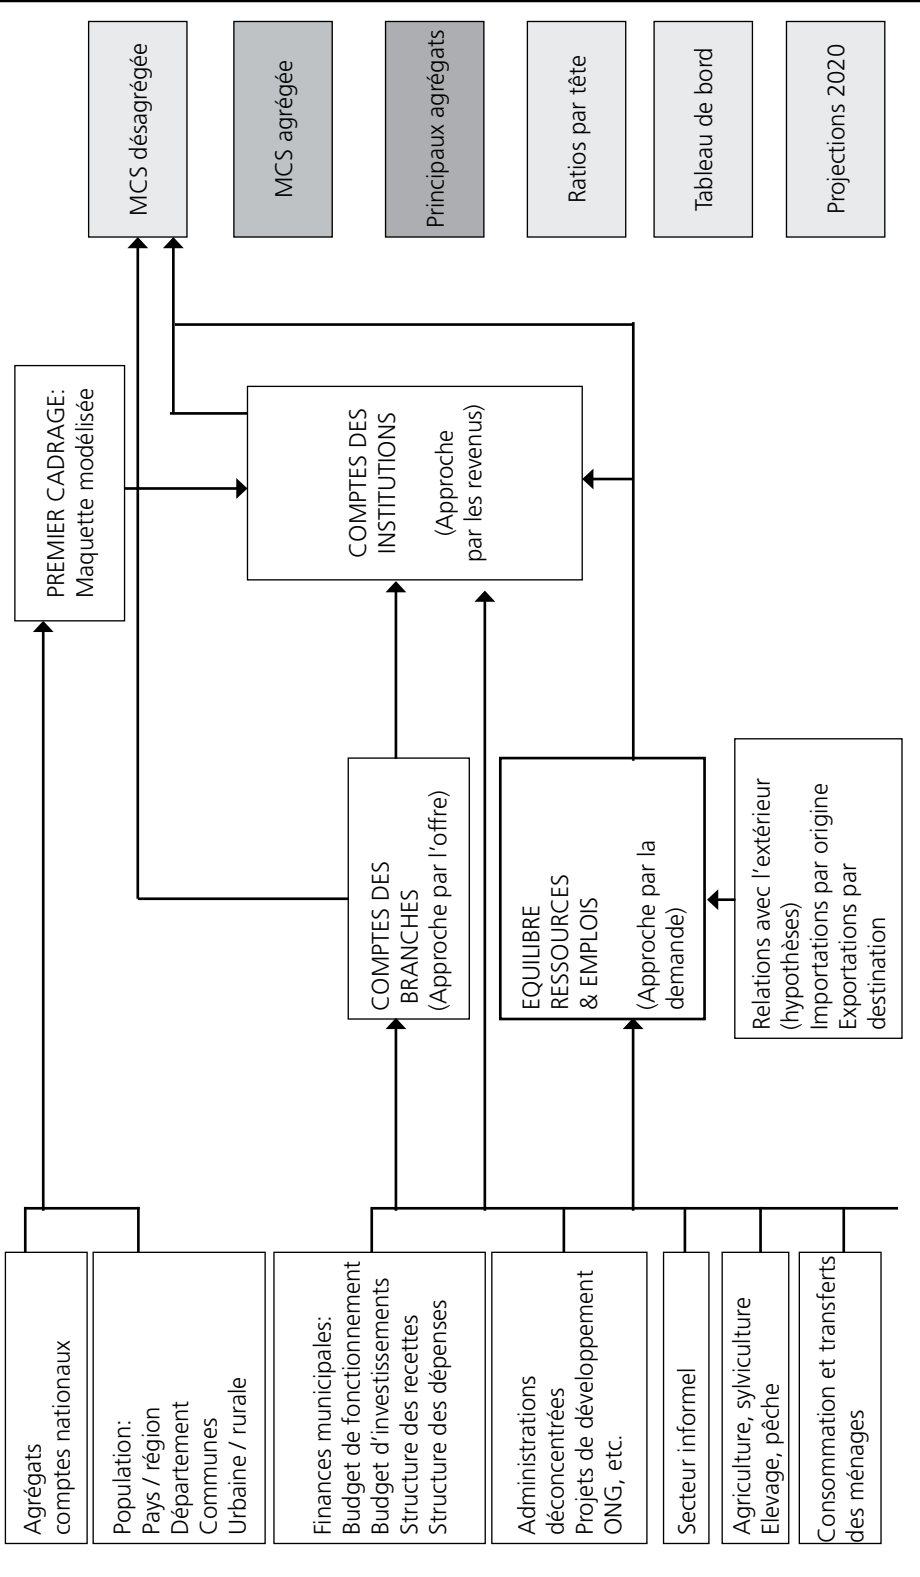 Agrégats
comptes nationaux
Population:
Pays / région
Département
Communes
Urbaine / rurale
Finances municipales:
Budget de fonctionnement
Budget d’investissements
Structure des recettes
Structure des dépenses
Administrations
déconcentrées
Projets de développement
ONG, etc.
Secteur informel
Agriculture, sylviculture
Elevage, pêche
Consommation et transferts
des ménages
COMPTES DES
BRANCHES
(Approche par l’offre)
EQUILIBRE
RESSOURCES
& EMPLOIS
(Approche par la
demande)
Relations avec l’extérieur
(hypothèses)
Importations par origine
Exportations par
destination
PREMIER CADRAGE:
Maquette modélisée
COMPTES DES
INSTITUTIONS
(Approche
par les revenus)
MCS désagrégée
MCS agrégée
Principaux agrégats
Ratios par tête
Tableau de bord
Projections 2020